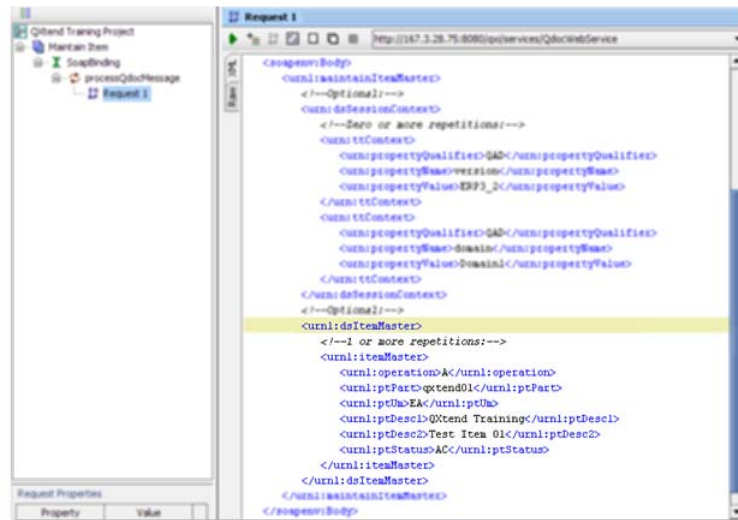 Request 1
QXtend Training Project
http://167.3.28.75:8080/qxi/services/QdocWebService
Maintain Item
SoapBinding
processQdocMessage
Request 1
XML
Raw
<soapenv:Body>
<urn1:maintainItemMaster>
<!--Optional:-->
<urn:dsSessionContext>
<!--Zero or more repetitions:-->
<urn:ttContext>
<urn:propertyQualifier>QAD</urn:propertyQualifier>
<urn:propertyName>version</urn:propertyName>
<urn:propertyValue>ERP3_2</urn:propertyValue>
</urn:ttContext>
<urn:ttContext>
<urn:propertyQualifier>QAD</urn:propertyQualifier>
<urn:propertyName>domain</urn:propertyName>
<urn:propertyValue>Domain1</urn:propertyValue>
</urn:ttContext>
</urn:dsSessionContext>
<!--Optional:-->
<urn1:dsItemMaster>
<!--1 or more repetitions:-->
<urn1:itemMaster>
<urn1:operation>A</urn1:operation>
<urn1:ptPart>qxtend01</urn1:ptPart>
<urn1:ptUm>EA</urn1:ptUm>
<urn1:ptDesc1>QXtend Training</urn1:ptDesc1>
<urn1:ptDesc2>Test Item 01</urn1:ptDesc2>
<urn1:ptStatus>AC</urn1:ptStatus>
</urn1:itemMaster>
</urn1:dsItemMaster>
</urn1:maintainItemMaster>
</soapenv:Body>
Request Properties
Property Value